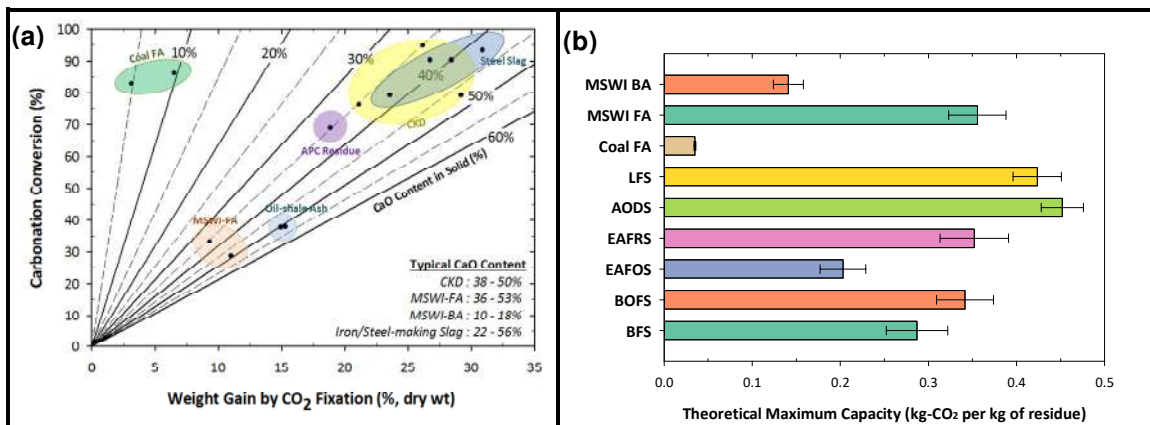 (a)
Carbonation Conversion (%)
100
90
80
70
60
50
40
30
20
10
0
0
5
10
15
20
25
30
35
Weight Gain by CO₂ Fixation (%, dry wt)
Coal FA
10%
20%
30%
40%
50%
60%
Steel Slag
CKD
APC Residue
CaO Content in Solid (%)
MSWI-FA
Oil-shale Ash
Typical CaO Content
CKD : 38 - 50%
MSWI-FA : 36 - 53%
MSWI-BA : 10 - 18%
Iron/Steel-making Slag : 22 - 56%
(b)
MSWI BA
MSWI FA
Coal FA
LFS
AODS
EAFRS
EAFOS
BOFS
BFS
0.0
0.1
0.2
0.3
0.4
0.5
Theoretical Maximum Capacity (kg-CO₂ per kg of residue)